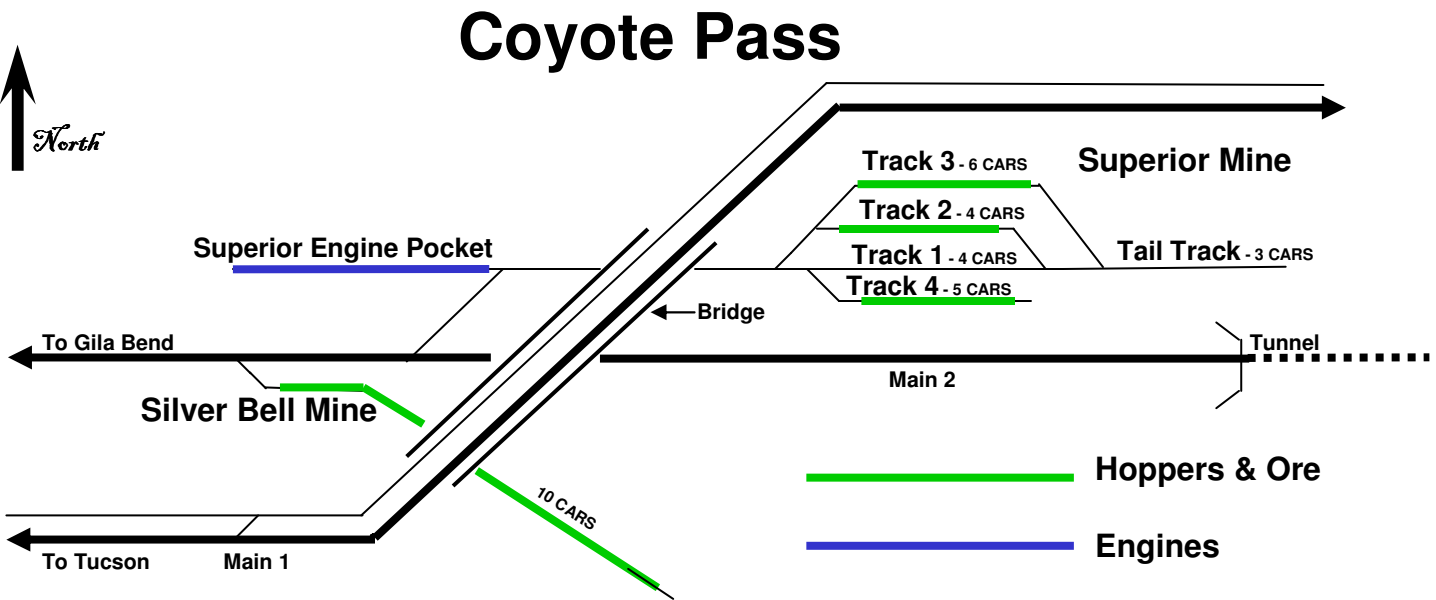 Coyote Pass
North
Track 3 - 6 CARS
Superior Mine
Track 2 - 4 CARS
Superior Engine Pocket
Track 1 - 4 CARS
Tail Track - 3 CARS
Track 4 - 5 CARS
Bridge
To Gila Bend
Tunnel
Main 2
Silver Bell Mine
Hoppers & Ore
10 CARS
Engines
To Tucson
Main 1